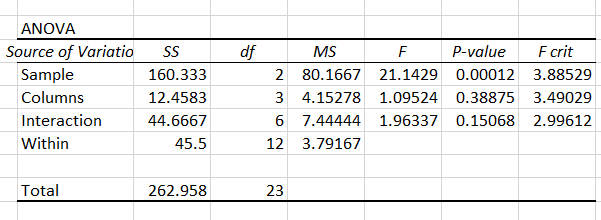 ANOVA
Source of Variatio SS df MS F P-value F crit
Sample 160.333 2 80.1667 21.1429 0.00012 3.88529
Columns 12.4583 3 4.15278 1.09524 0.38875 3.49029
Interaction 44.6667 6 7.44444 1.96337 0.15068 2.99612
Within 45.5 12 3.79167
Total 262.958 23